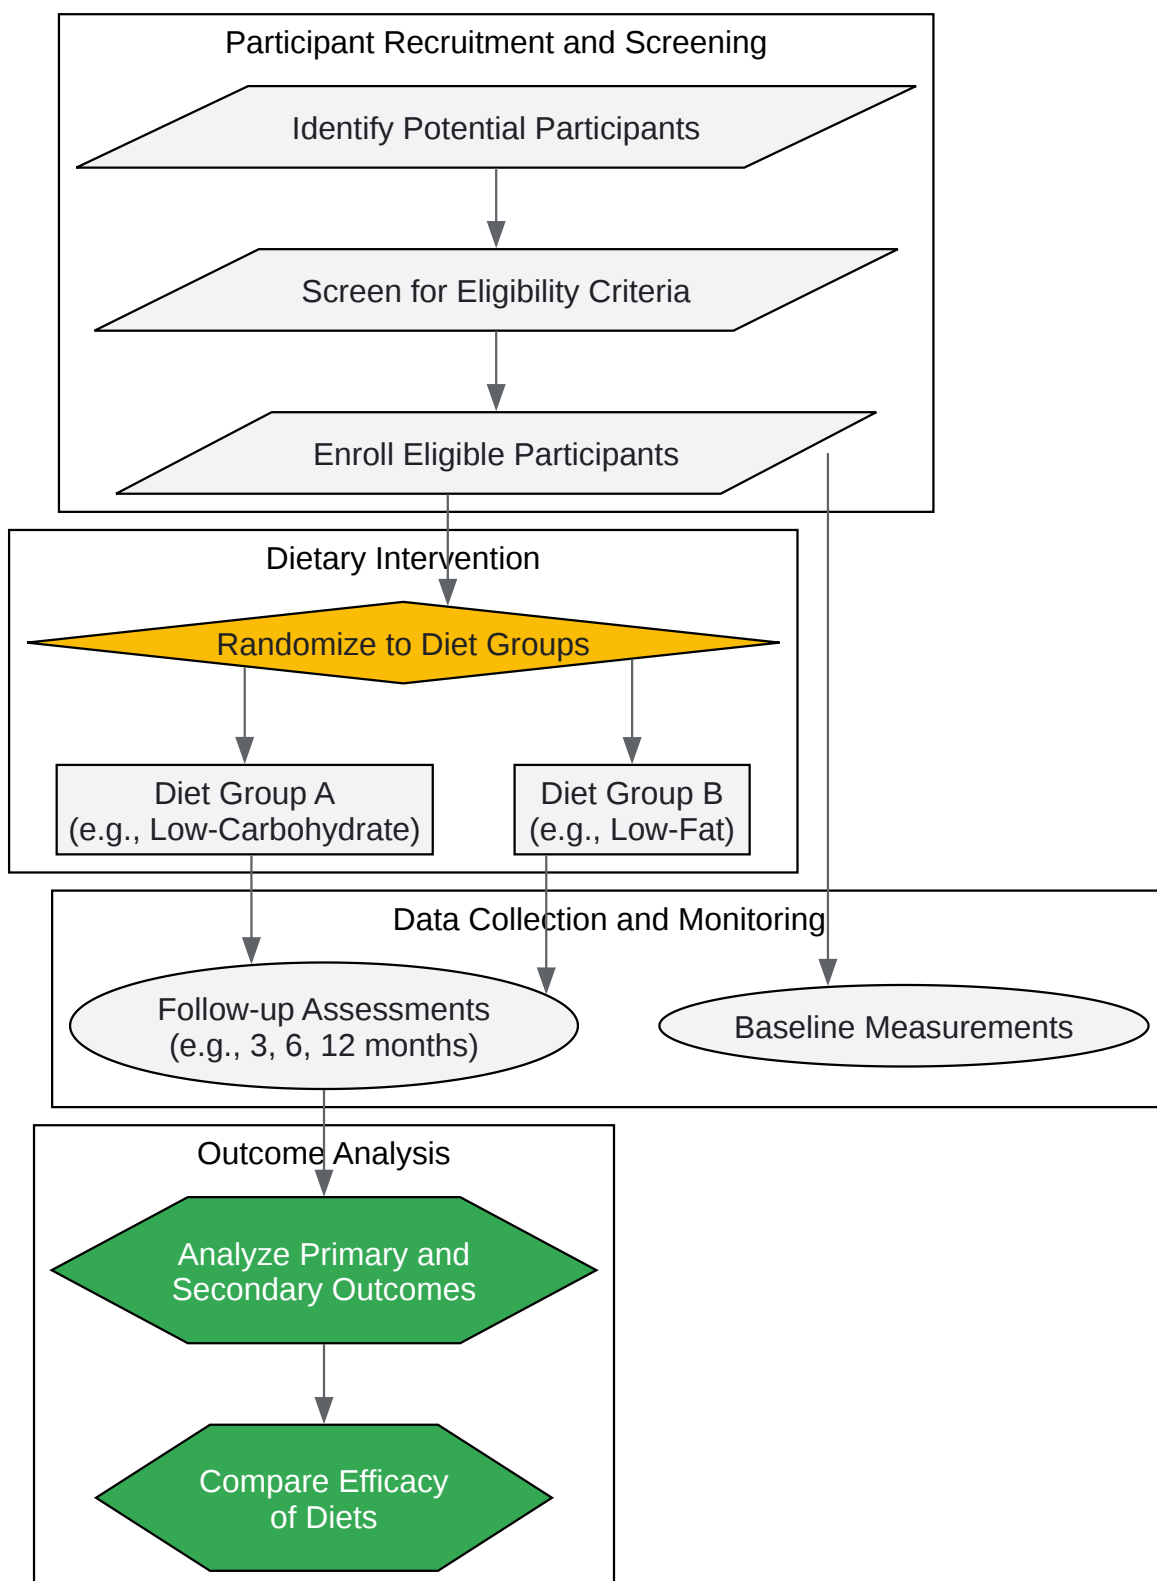 Participant Recruitment and Screening
Identify Potential Participants
Screen for Eligibility Criteria
Enroll Eligible Participants
Dietary Intervention
Randomize to Diet Groups
Diet Group A
(e.g., Low-Carbohydrate)
Diet Group B
(e.g., Low-Fat)
Data Collection and Monitoring
Follow-up Assessments
(e.g., 3, 6, 12 months)
Baseline Measurements
Outcome Analysis
Analyze Primary and
Secondary Outcomes
Compare Efficacy
of Diets